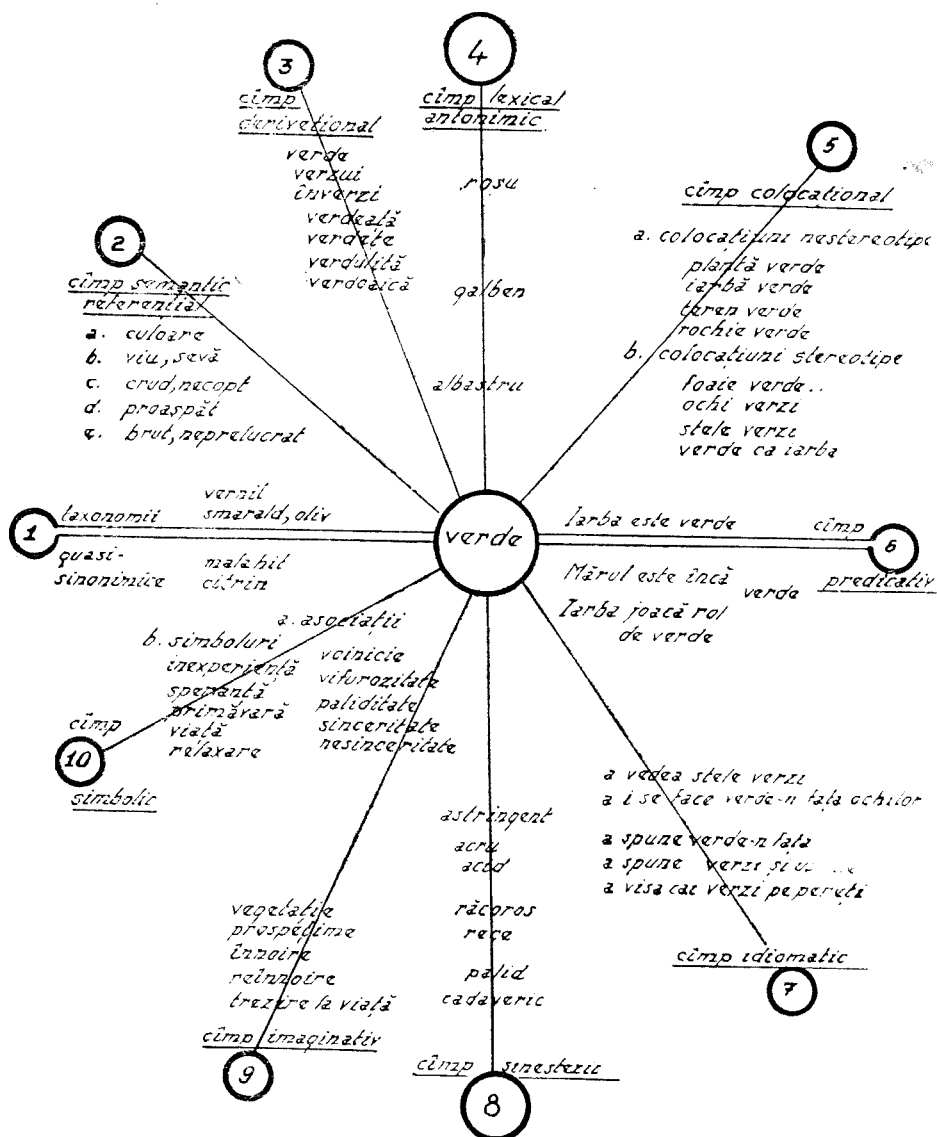 4
cîmp lexical
antonimic
roșu
galben
albastru
3
cîmp
derivețional
verde
verzui
înverzi
verdeată
verdețe
verdulită
verdeaică
5
cîmp colocațional
a. colocațiuni nestereotipe
plantă verde
iarbă verde
teren verde
rochie verde
b. colocațiuni stereotipe
foaie verde..
ochi verzi
stele verzi
verde ca iarba
2
cîmp semantic
referențial
a. culoare
b. viu, sevă
c. crud, necopt
d. proaspăt
e. brut, neprelucrat
1
taxonomii
quasi-
sinonimice
vernil
smarald, oliv
malahit
citrin
verde
Iarba este verde
cîmp
6
Mărul este încă
verde
predicativ
Iarba joacă rol
de verde
a. asociații
b. simboluri
voinicie
inexperiență
vifurozitate
speranță
paliditate
primăvară
sinceritate
viață
nesinceritate
relaxare
cîmp
10
simbolic
a vedea stele verzi
a i se face verde-n fața ochilor
a spune verde-n fața
a spune verzi și
a visa cai verzi pe pereți
cîmp idiomatic
7
astringent
acru
acid
răcoros
rece
palid
cadaveric
cîmp sinestezic
8
vegelație
prospețime
înnoire
reînnoire
trezire la viață
cîmp imaginativ
9